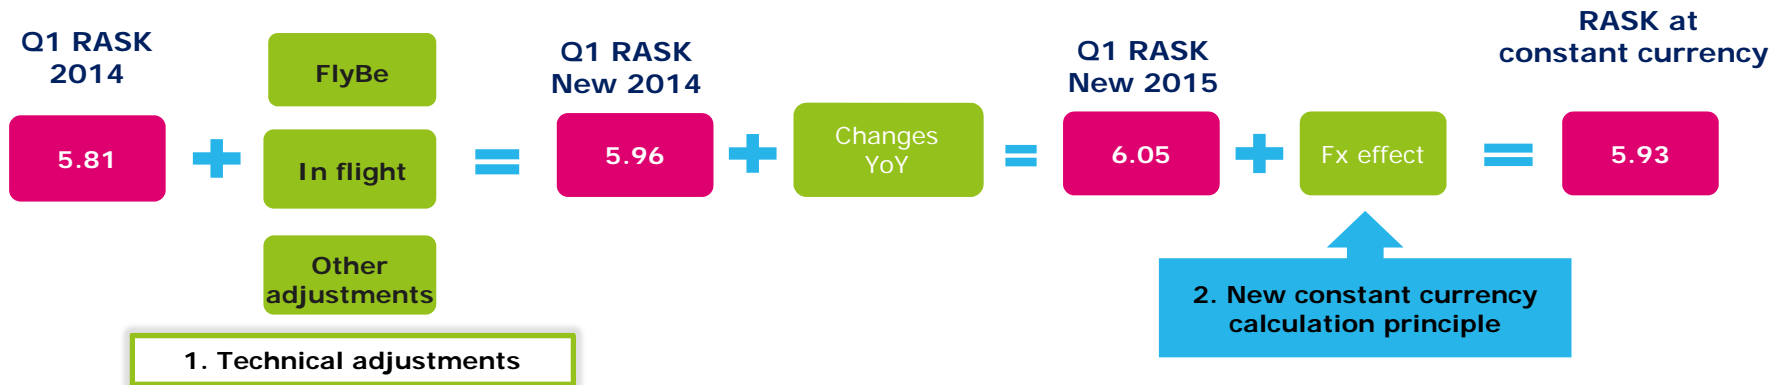 Q1 RASK
2014
5.81
FlyBe
In flight
Other
adjustments
1. Technical adjustments
Q1 RASK
New 2014
5.96
Changes
YoY
Q1 RASK
New 2015
6.05
Fx effect
2. New constant currency
calculation principle
RASK at
constant currency
5.93